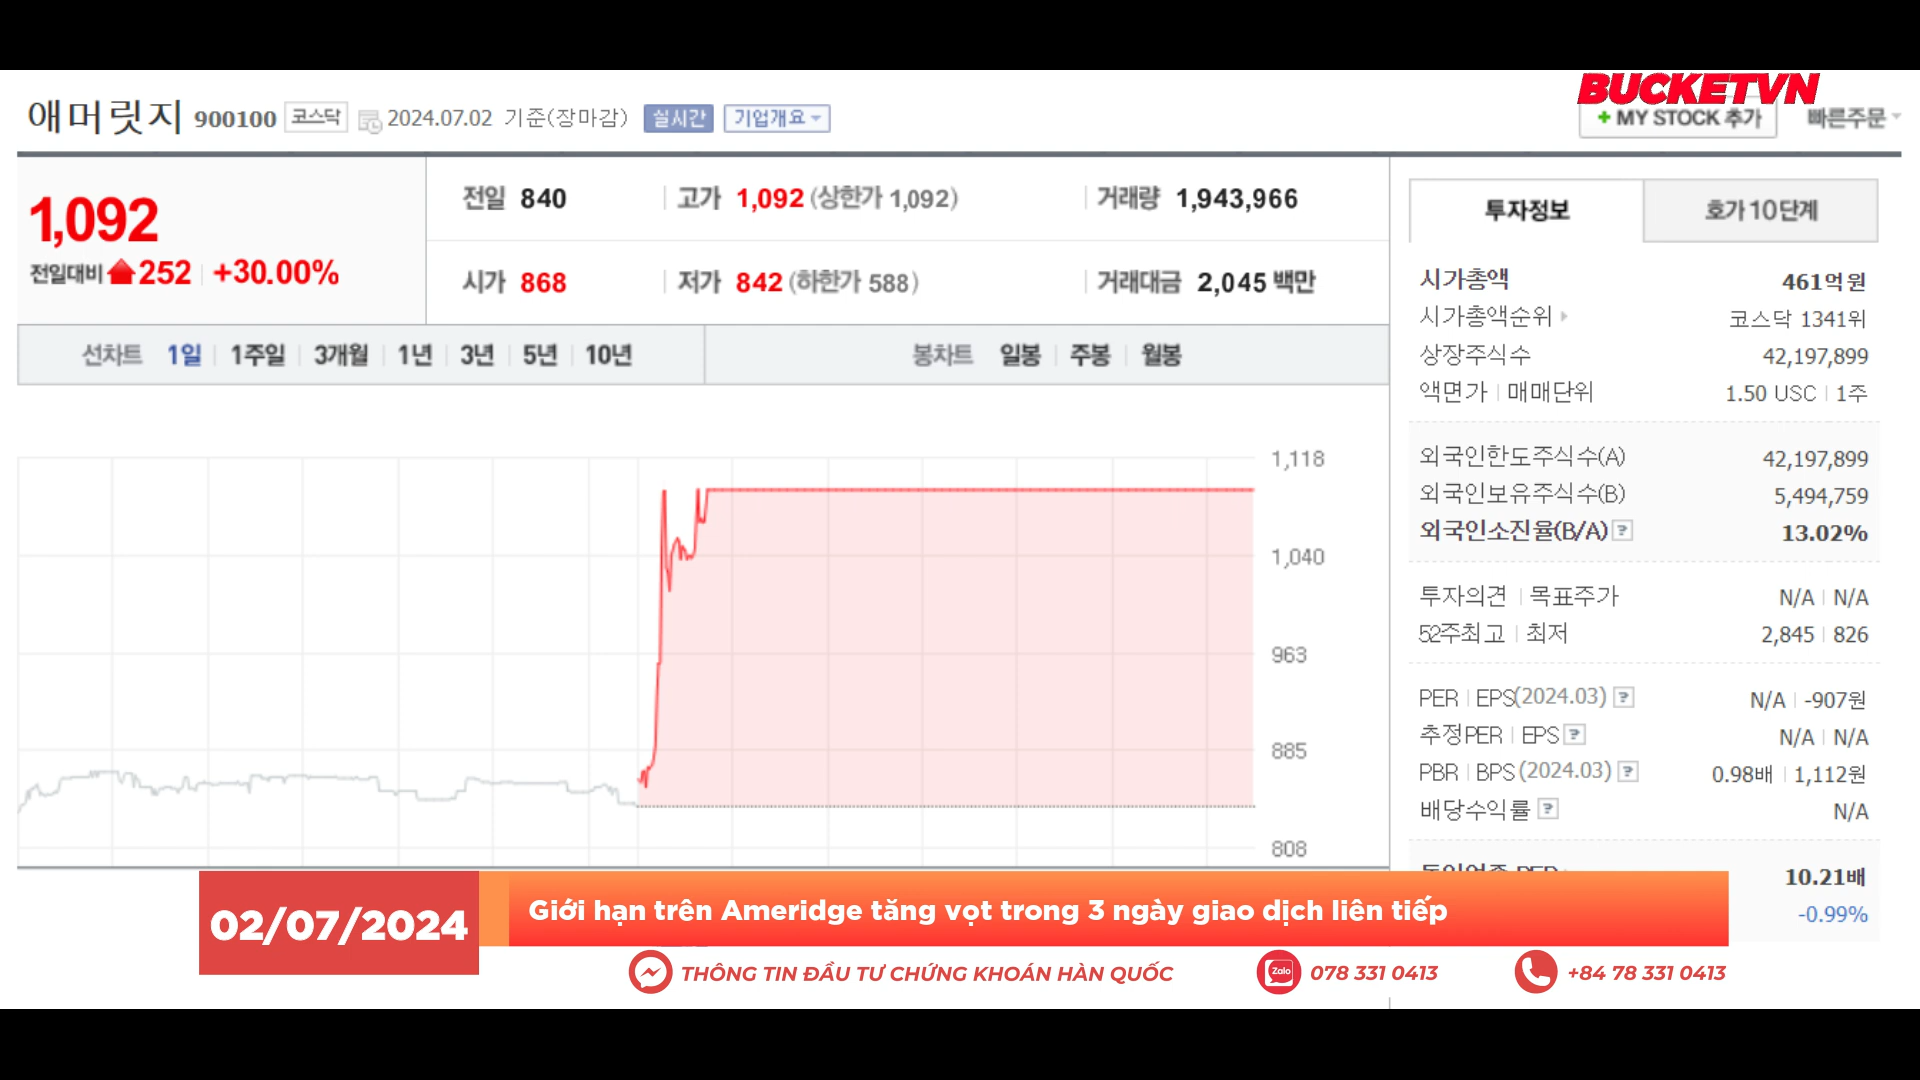 BUCKETVN
애머릿지 900100 코스닥 2024.07.02 기준(장마감) 실시간 기업개요
+ MY STOCK 추가 빠른주문
1,092
전일대비 252 +30.00%
전일 840 고가 1,092 (상한가 1,092) 거래량 1,943,966
시가 868 저가 842 (하한가 588) 거래대금 2,045 백만
선차트 1일 1주일 3개월 1년 3년 5년 10년 봉차트 일봉 주봉 월봉
1,118
1,040
963
885
808
투자정보 호가 10단계
시가총액 461억원
시가총액순위 코스닥 1341위
상장주식수 42,197,899
액면가 매매단위 1.50 USC 1주
외국인한도주식수(A) 42,197,899
외국인보유주식수(B) 5,494,759
외국인소진율(B/A) ? 13.02%
투자의견 목표주가 N/A N/A
52주최고 최저 2,845 826
PER EPS(2024.03) ? N/A -907원
추정PER EPS ? N/A N/A
PBR BPS (2024.03) ? 0.98배 1,112원
배당수익률 ? N/A
10.21배
-0.99%
02/07/2024
Giới hạn trên Ameridge tăng vọt trong 3 ngày giao dịch liên tiếp
THÔNG TIN ĐẦU TƯ CHỨNG KHOÁN HÀN QUỐC Zalo 078 331 0413 +84 78 331 0413